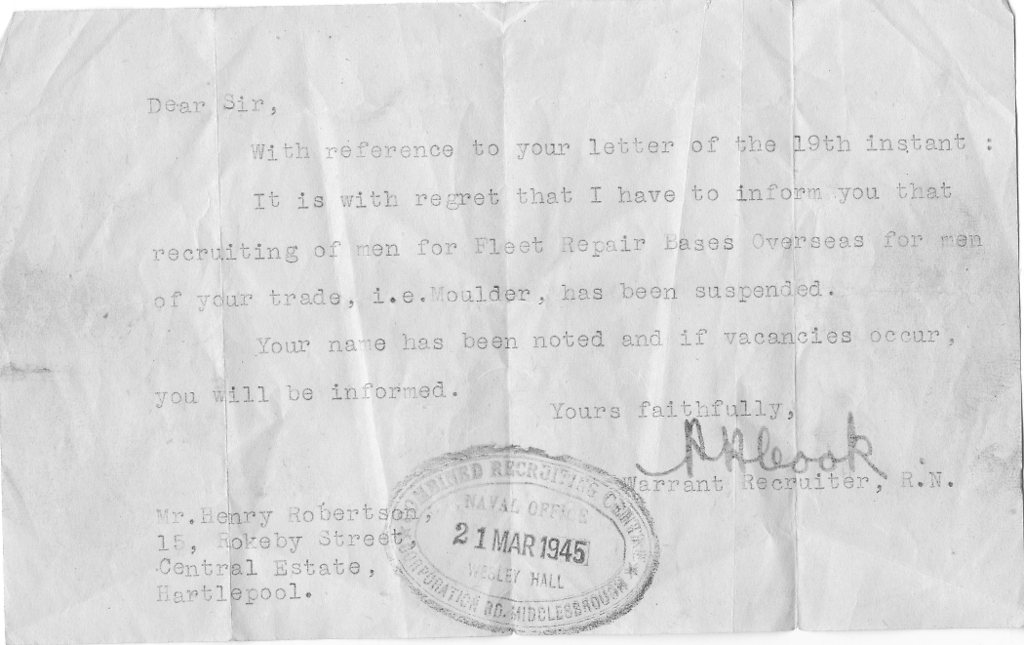 Dear Sir,
With reference to your letter of the 19th instant :
It is with regret that I have to inform you that
recruiting of men for Fleet Repair Bases Overseas for men
of your trade, i.e.Moulder, has been suspended.
Your name has been noted and if vacancies occur,
you will be informed.
Yours faithfully,
Cook
Warrant Recruiter, R.N.
Mr.Henry Robertson,
15, Rokeby Street,
Central Estate,
Hartlepool.
COMBINED RECRUITING CENTRE
NAVAL OFFICE
21 MAR 1945
WESLEY HALL
CORPORATION RD. MIDDLESBROUGH